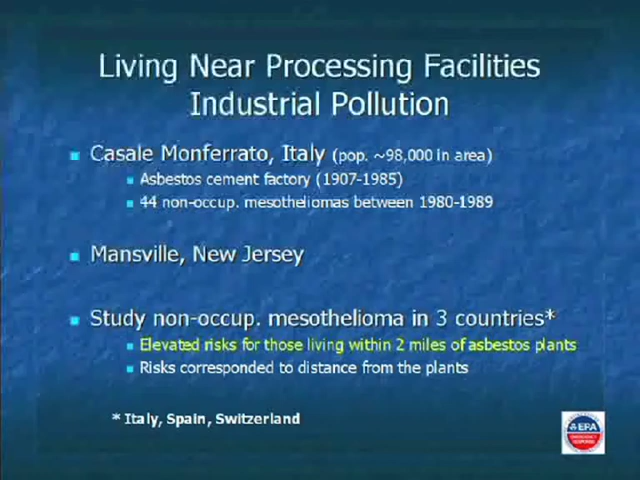 Living Near Processing Facilities
Industrial Pollution
Casale Monferrato, Italy (pop. ~98,000 in area)
Asbestos cement factory (1907-1985)
44 non-occup. mesotheliomas between 1980-1989
Mansville, New Jersey
Study non-occup. mesothelioma in 3 countries*
Elevated risks for those living within 2 miles of asbestos plants
Risks corresponded to distance from the plants
* Italy, Spain, Switzerland
EPA